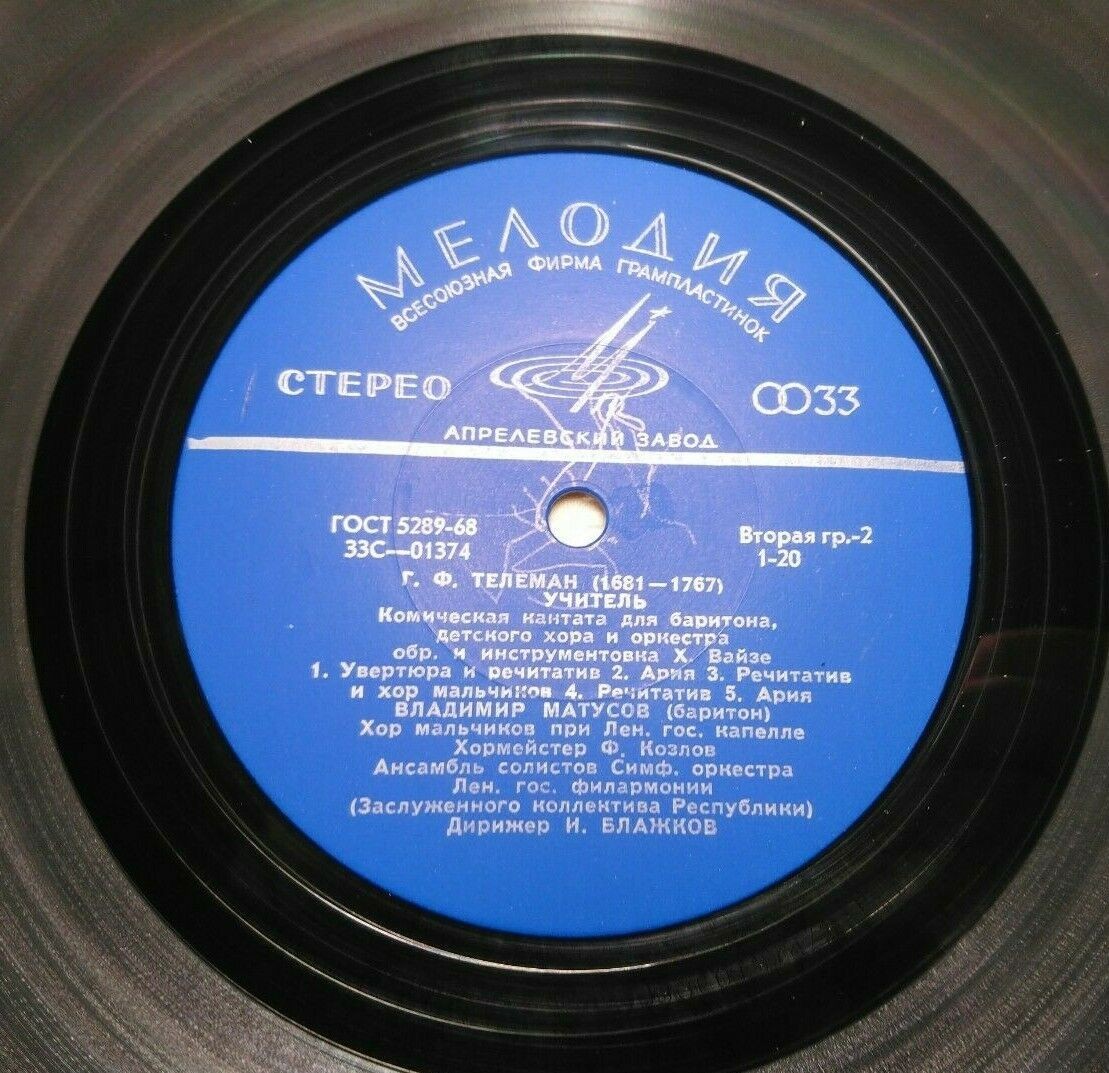 МЕЛОДИЯ
ВСЕСОЮЗНАЯ ФИРМА ГРАМПЛАСТИНОК
СТЕРЕО
33
АПРЕЛЕВСКИЙ ЗАВОД
ГОСТ 5289-68
33С—01374
Вторая гр.-2
1-20
Г. Ф. ТЕЛЕМАН (1681—1767)
УЧИТЕЛЬ
Комическая кантата для баритона,
детского хора и оркестра
обр. и инструментовка Х. Вайзе
1. Увертюра и речитатив 2. Ария 3. Речитатив
и хор мальчиков 4. Речитатив 5. Ария
ВЛАДИМИР МАТУСОВ (баритон)
Хор мальчиков при Лен. гос. капелле
Хормейстер Ф. Козлов
Ансамбль солистов Симф. оркестра
Лен. гос. филармонии
(Заслуженного коллектива Республики)
Дирижер И. БЛАЖКОВ